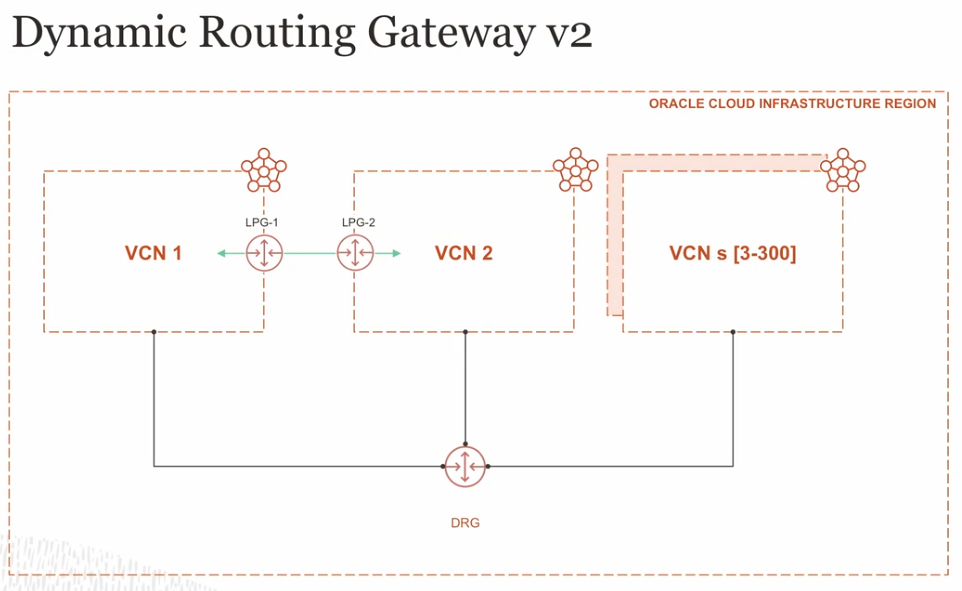 Dynamic Routing Gateway v2
ORACLE CLOUD INFRASTRUCTURE REGION
LPG-1
LPG-2
VCN 1
VCN 2
VCN s [3-300]
DRG